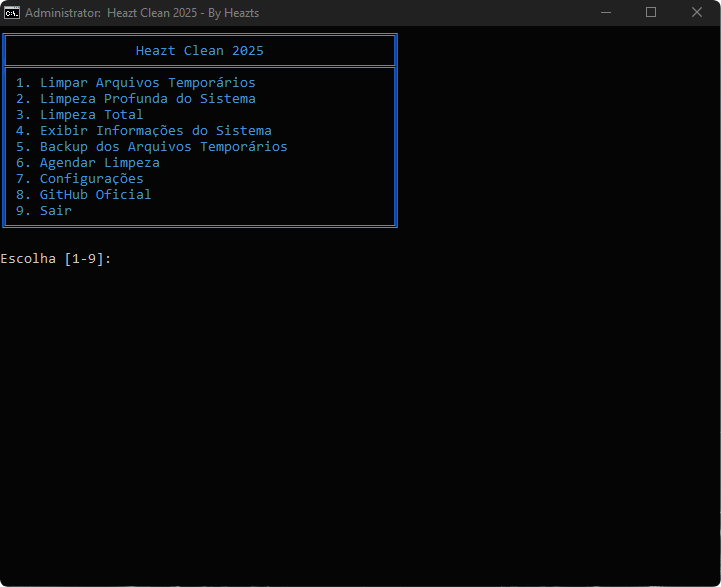 Administrator:  Heazt Clean 2025 - By Heazts
Heazt Clean 2025
1. Limpar Arquivos Temporários
2. Limpeza Profunda do Sistema
3. Limpeza Total
4. Exibir Informações do Sistema
5. Backup dos Arquivos Temporários
6. Agendar Limpeza
7. Configurações
8. GitHub Oficial
9. Sair
Escolha [1-9]: